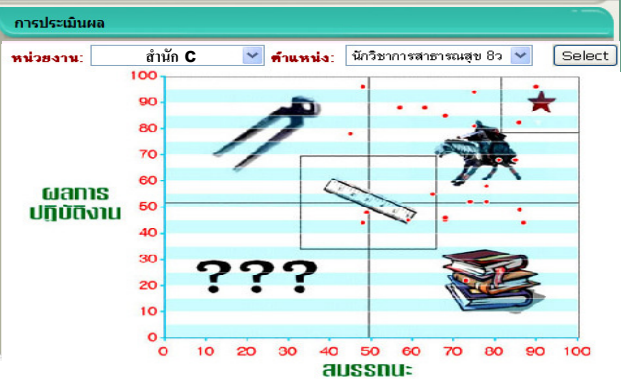 การประเมินผล
หน่วยงาน: สำนัก C ตำแหน่ง: นักวิชาการสาธารณสุข 8ว Select
100
90
80
70
60
50
40
30
20
10
0
ผลการ
ปฏิบัติงาน
???
0 10 20 30 40 50 60 70 80 90 100
สมรรถนะ